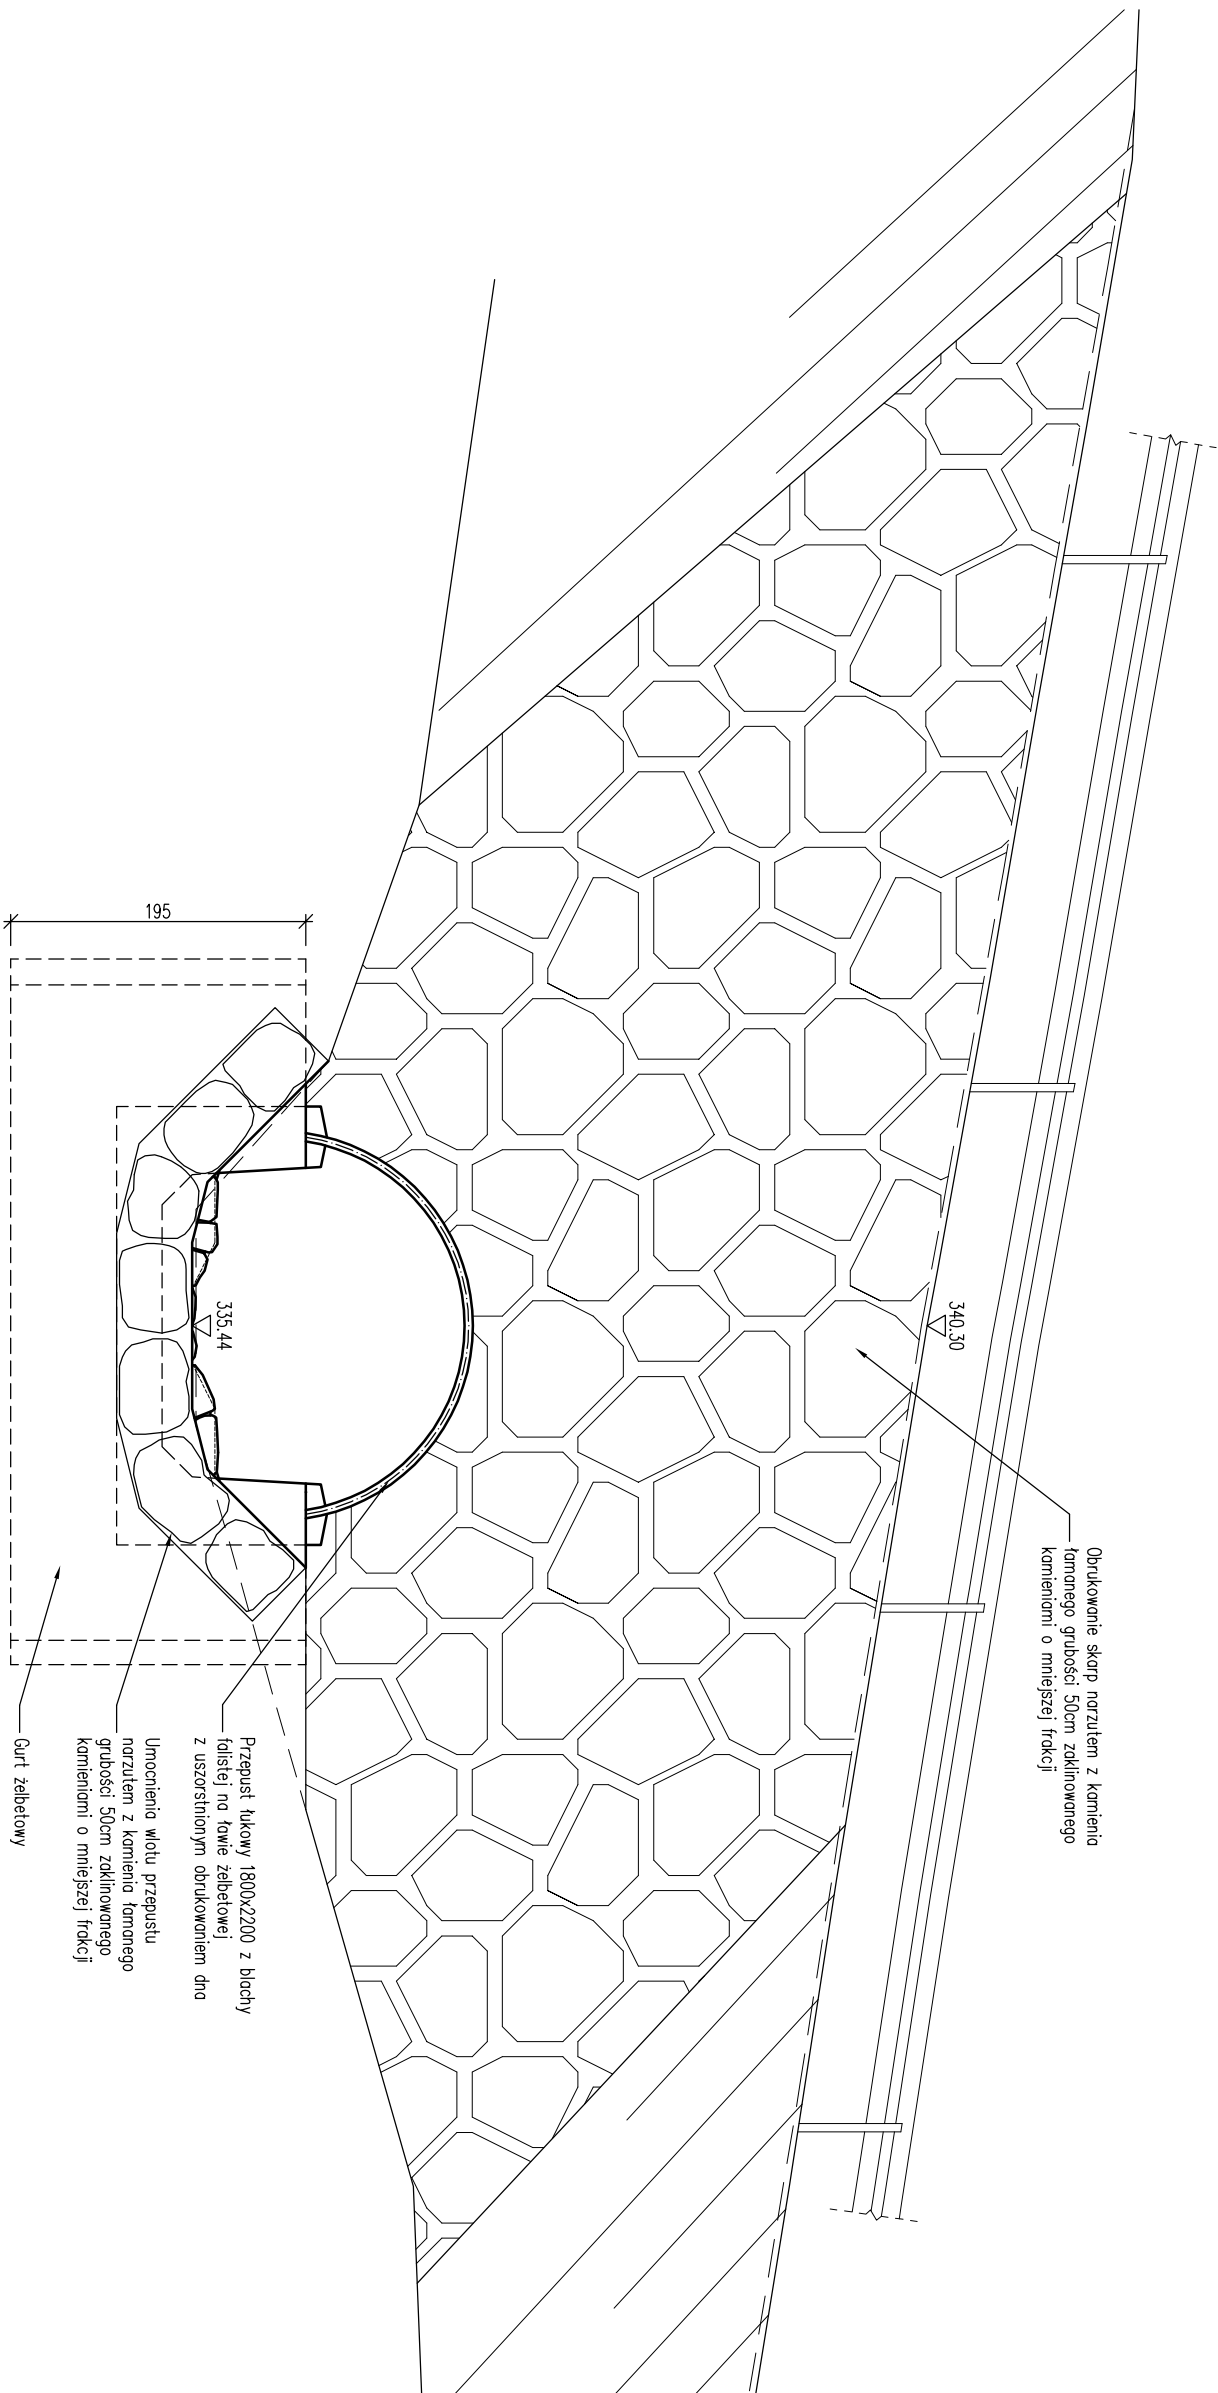 Obrukowanie skarp narzutem z kamienia
łamanego grubości 50cm zaklinowanego
kamieniami o mniejszej frakcji
340.30
335.44
195
Przepust łukowy 1800x2200 z blachy
falistej na ławie żelbetowej
z uszorstnionym obrukowaniem dna
Umocnienia wlotu przepustu
narzutem z kamienia łamanego
grubości 50cm zaklinowanego
kamieniami o mniejszej frakcji
Gurt żelbetowy